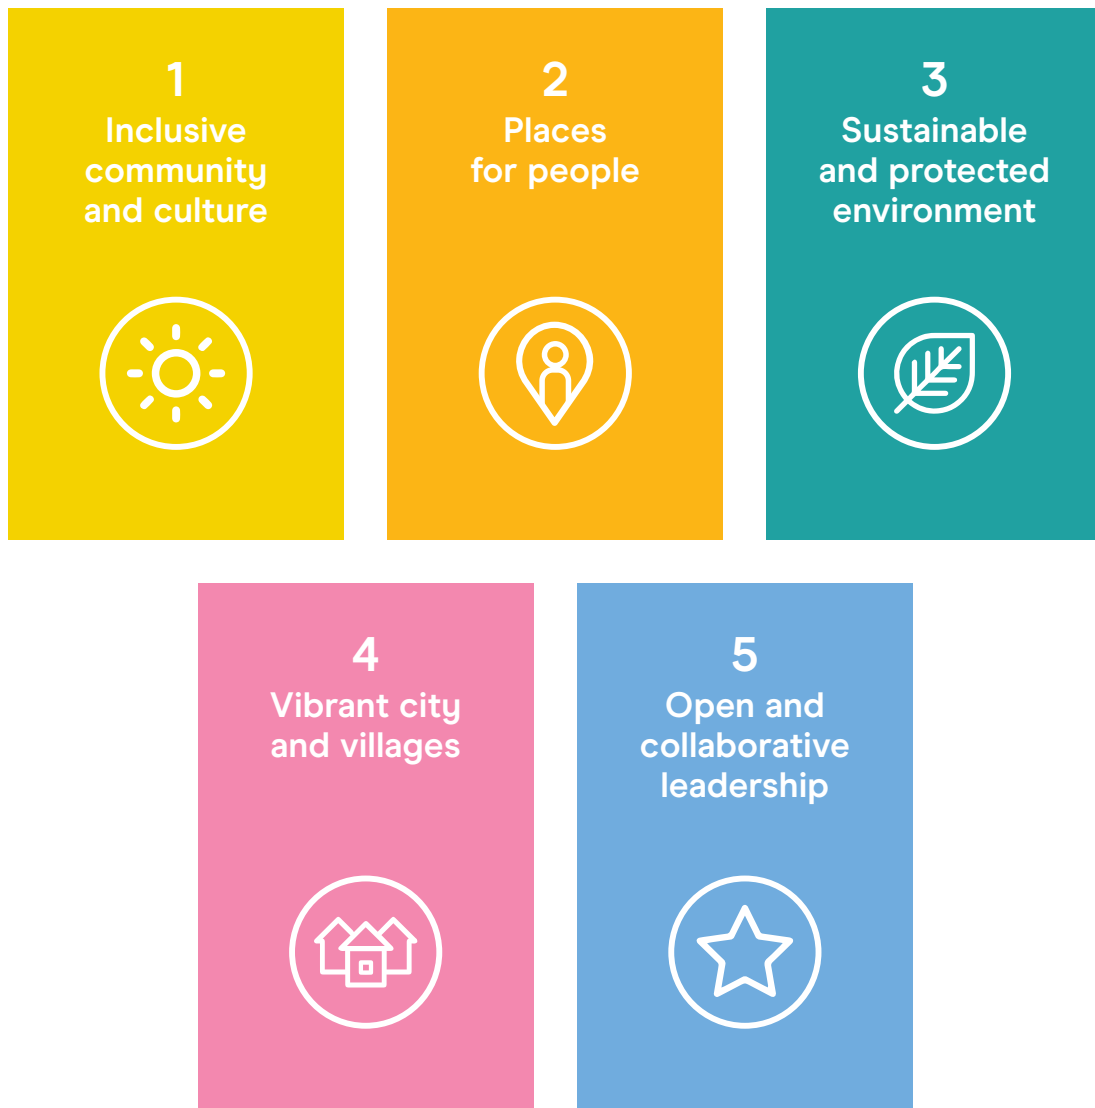 1
Inclusive
community
and culture
2
Places
for people
3
Sustainable
and protected
environment
4
Vibrant city
and villages
5
Open and
collaborative
leadership